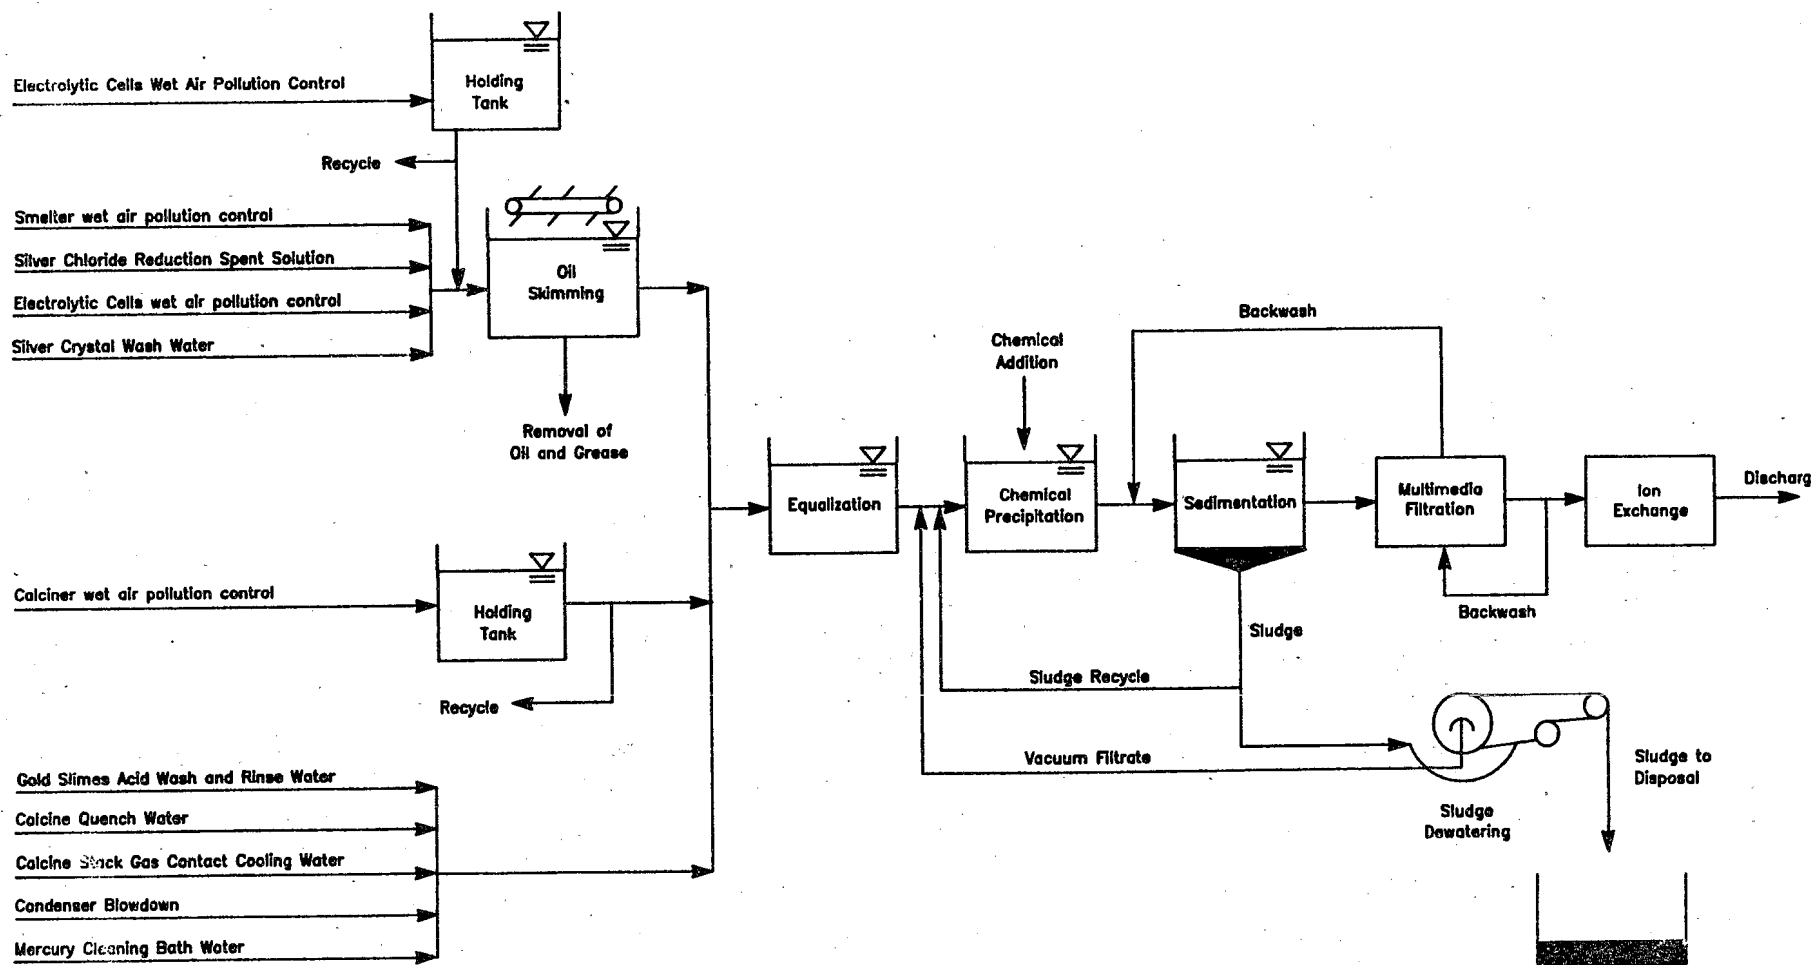 Electrolytic Cells Wet Air Pollution Control
Holding
Tank
Recycle
Smelter wet air pollution control
Silver Chloride Reduction Spent Solution
Electrolytic Cells wet air pollution control
Silver Crystal Wash Water
Oil
Skimming
Removal of
Oil and Grease
Calciner wet air pollution control
Holding
Tank
Recycle
Gold Slimes Acid Wash and Rinse Water
Calcine Quench Water
Calcine Stack Gas Contact Cooling Water
Condenser Blowdown
Mercury Cleaning Bath Water
Equalization
Chemical
Addition
Chemical
Precipitation
Backwash
Sedimentation
Multimedia
Filtration
Backwash
Ion
Exchange
Discharg
Sludge
Sludge Recycle
Vacuum Filtrate
Sludge
Dewatering
Sludge to
Disposal